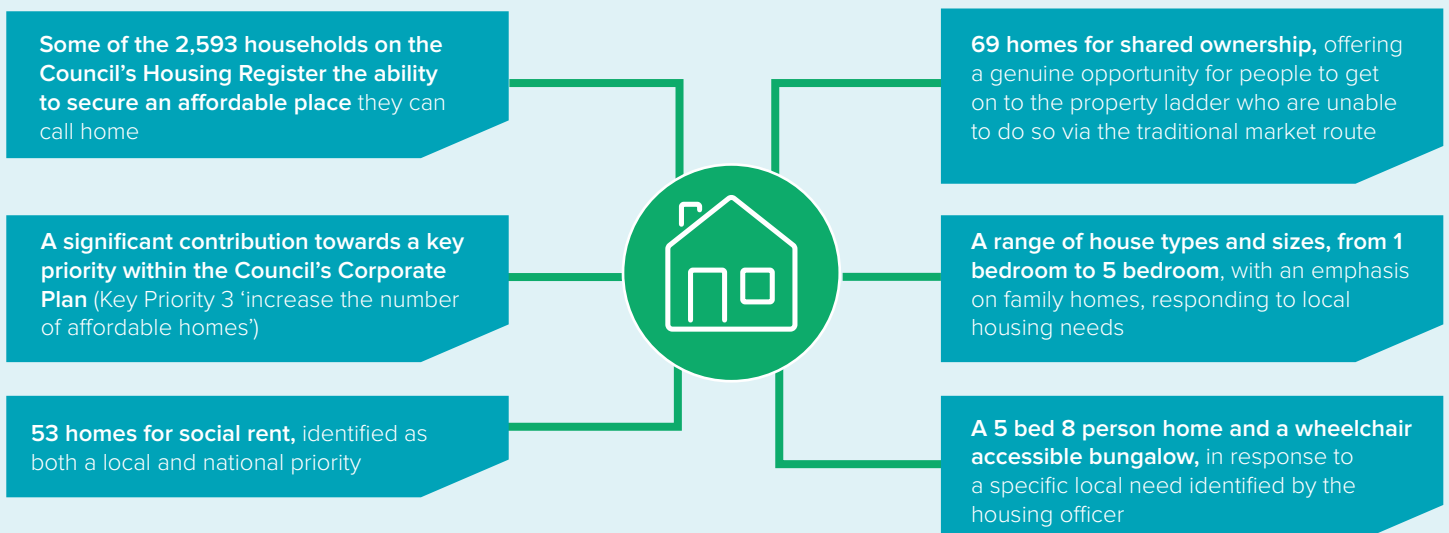 Some of the 2,593 households on the
Council’s Housing Register the ability
to secure an affordable place they can
call home
A significant contribution towards a key
priority within the Council’s Corporate
Plan (Key Priority 3 ‘increase the number
of affordable homes’)
53 homes for social rent, identified as
both a local and national priority
69 homes for shared ownership, offering
a genuine opportunity for people to get
on to the property ladder who are unable
to do so via the traditional market route
A range of house types and sizes, from 1
bedroom to 5 bedroom, with an emphasis
on family homes, responding to local
housing needs
A 5 bed 8 person home and a wheelchair
accessible bungalow, in response to
a specific local need identified by the
housing officer